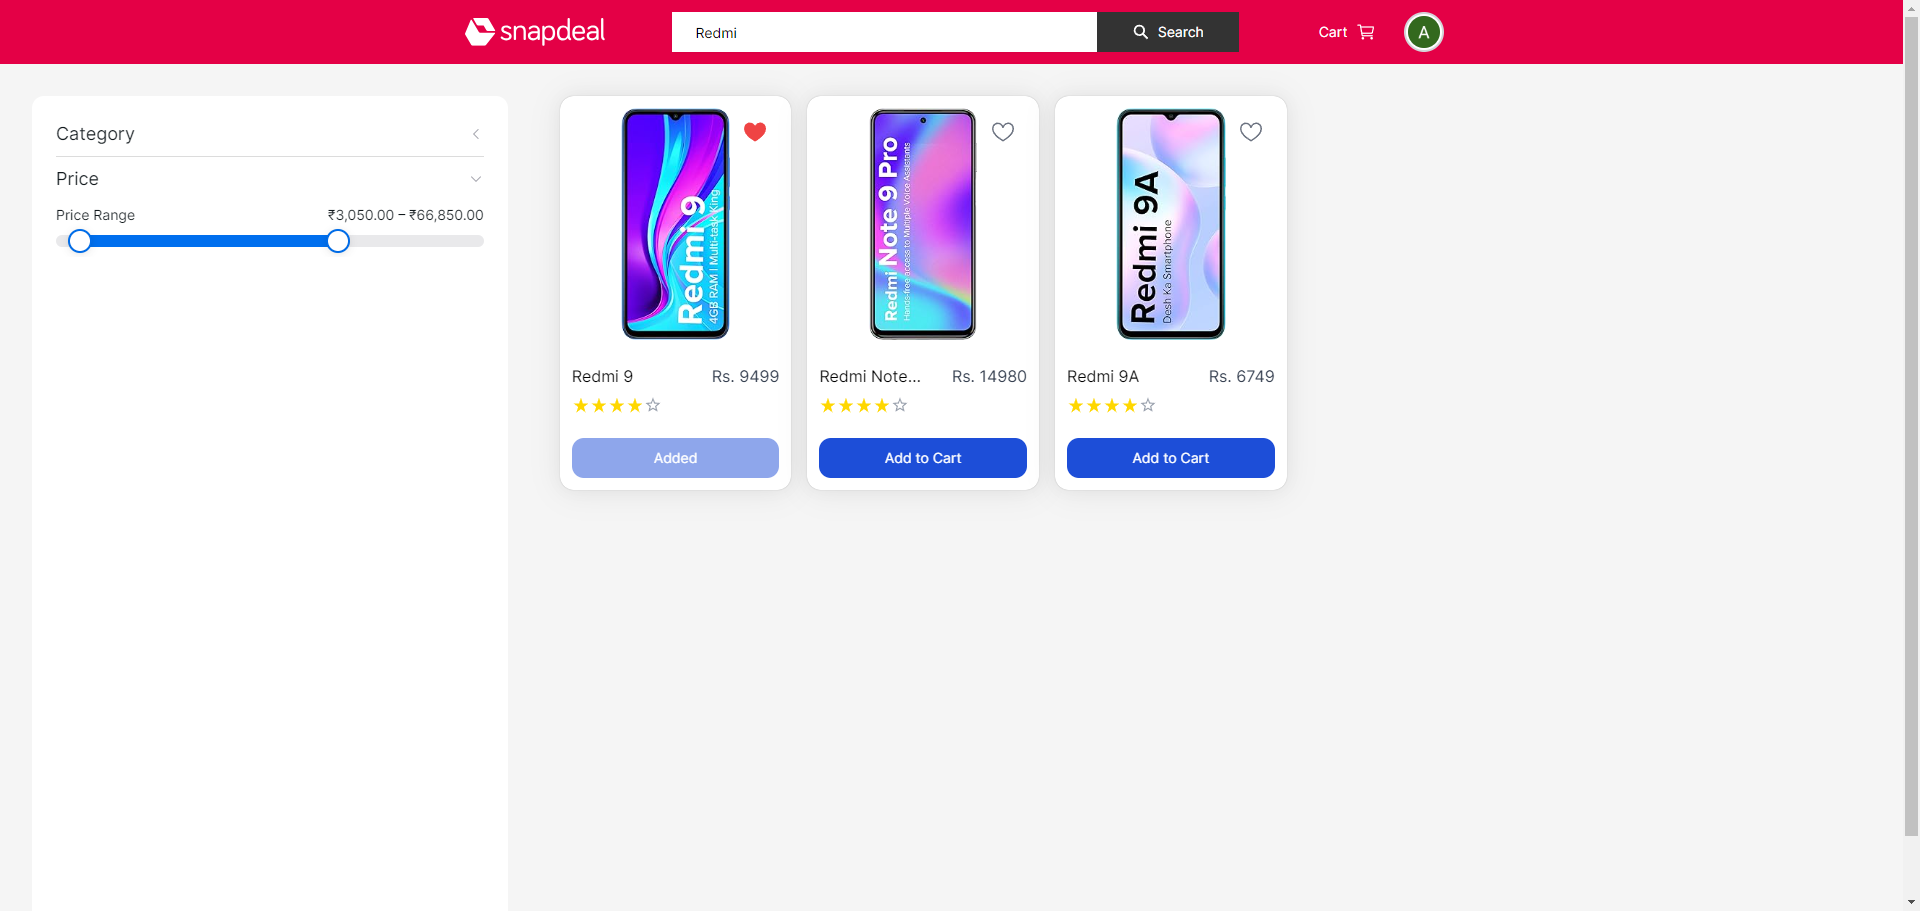 snapdeal
Redmi
Search
Cart
A
Category
Price
Price Range
₹3,050.00 – ₹66,850.00
Redmi 9
4GB RAM I Multi-task King
Redmi 9
Rs. 9499
Added
Redmi Note 9 Pro
Hands-free access to Multiple Voice Assistants
Redmi Note...
Rs. 14980
Add to Cart
Redmi 9A
Desh Ka Smartphone
Redmi 9A
Rs. 6749
Add to Cart